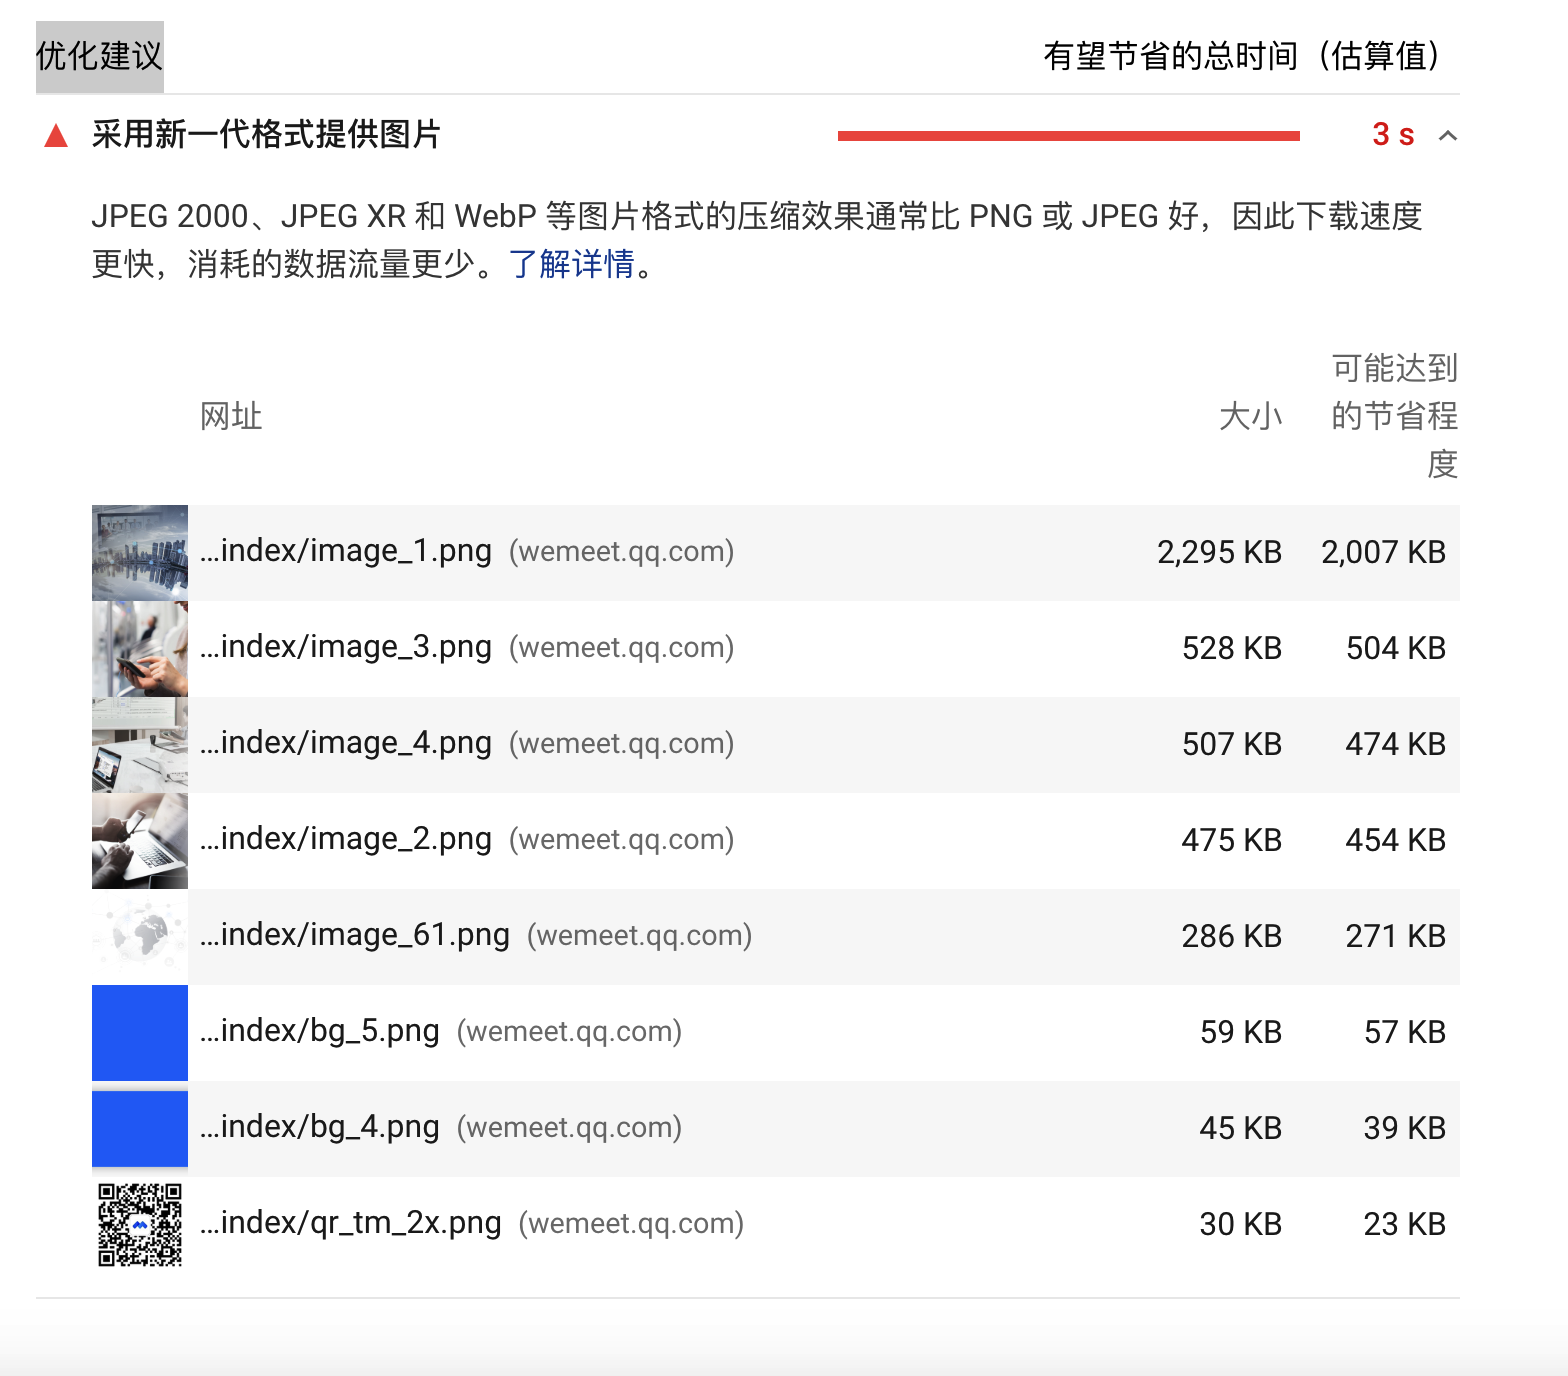 优化建议 有望节省的总时间（估算值）
采用新一代格式提供图片 3 s
JPEG 2000、JPEG XR 和 WebP 等图片格式的压缩效果通常比 PNG 或 JPEG 好，因此下载速度
更快，消耗的数据流量更少。了解详情。
网址 大小 可能达到
的节省程
度
...index/image_1.png (wemeet.qq.com) 2,295 KB 2,007 KB
...index/image_3.png (wemeet.qq.com) 528 KB 504 KB
...index/image_4.png (wemeet.qq.com) 507 KB 474 KB
...index/image_2.png (wemeet.qq.com) 475 KB 454 KB
...index/image_61.png (wemeet.qq.com) 286 KB 271 KB
...index/bg_5.png (wemeet.qq.com) 59 KB 57 KB
...index/bg_4.png (wemeet.qq.com) 45 KB 39 KB
...index/qr_tm_2x.png (wemeet.qq.com) 30 KB 23 KB